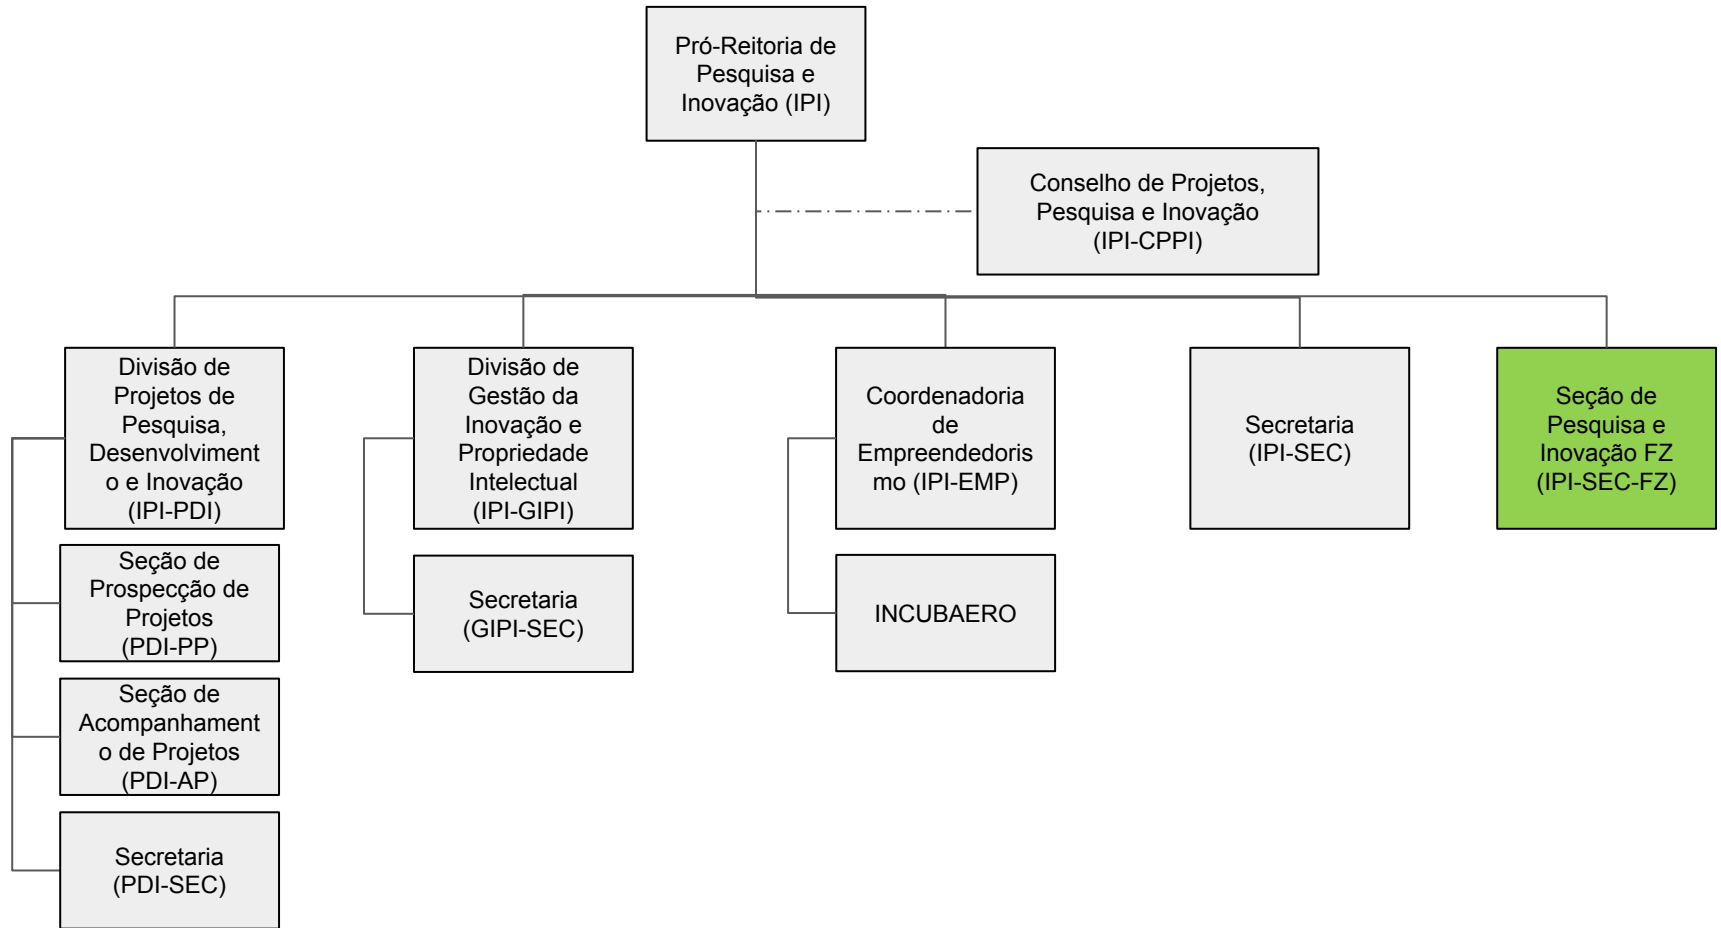 Pró-Reitoria de
Pesquisa e
Inovação (IPI)
Conselho de Projetos,
Pesquisa e Inovação
(IPI-CPPI)
Divisão de
Projetos de
Pesquisa,
Desenvolviment
o e Inovação
(IPI-PDI)
Divisão de
Gestão da
Inovação e
Propriedade
Intelectual
(IPI-GIPI)
Coordenadoria
de
Empreendedoris
mo (IPI-EMP)
Secretaria
(IPI-SEC)
Seção de
Pesquisa e
Inovação FZ
(IPI-SEC-FZ)
Seção de
Prospecção de
Projetos
(PDI-PP)
Secretaria
(GIPI-SEC)
INCUBAERO
Seção de
Acompanhament
o de Projetos
(PDI-AP)
Secretaria
(PDI-SEC)